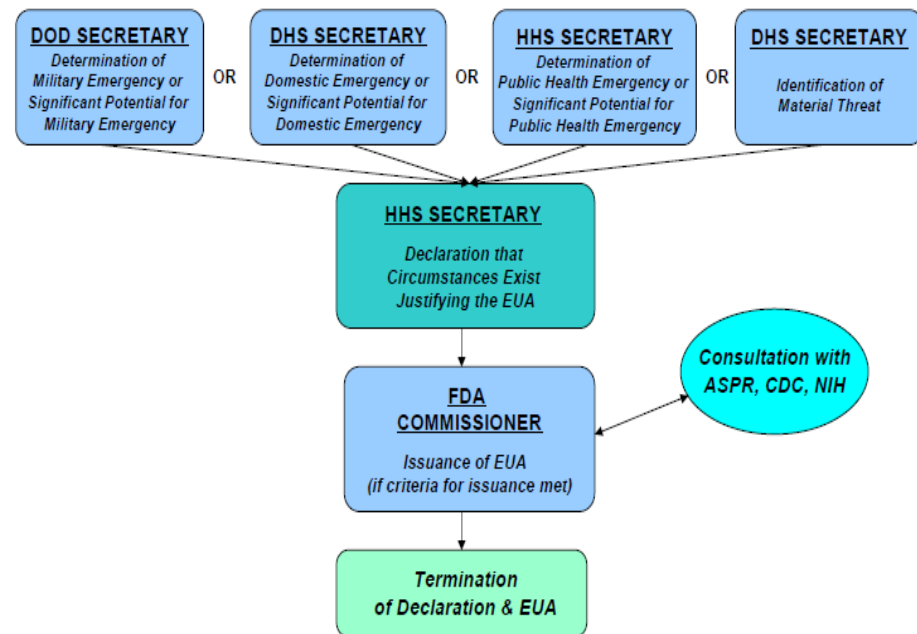 DOD SECRETARY
Determination of
Military Emergency or
Significant Potential for
Military Emergency
OR
DHS SECRETARY
Determination of
Domestic Emergency or
Significant Potential for
Domestic Emergency
OR
HHS SECRETARY
Determination of
Public Health Emergency or
Significant Potential for
Public Health Emergency
OR
DHS SECRETARY
Identification of
Material Threat
HHS SECRETARY
Declaration that
Circumstances Exist
Justifying the EUA
FDA
COMMISSIONER
Issuance of EUA
(if criteria for issuance met)
Consultation with
ASPR, CDC, NIH
Termination
of Declaration & EUA